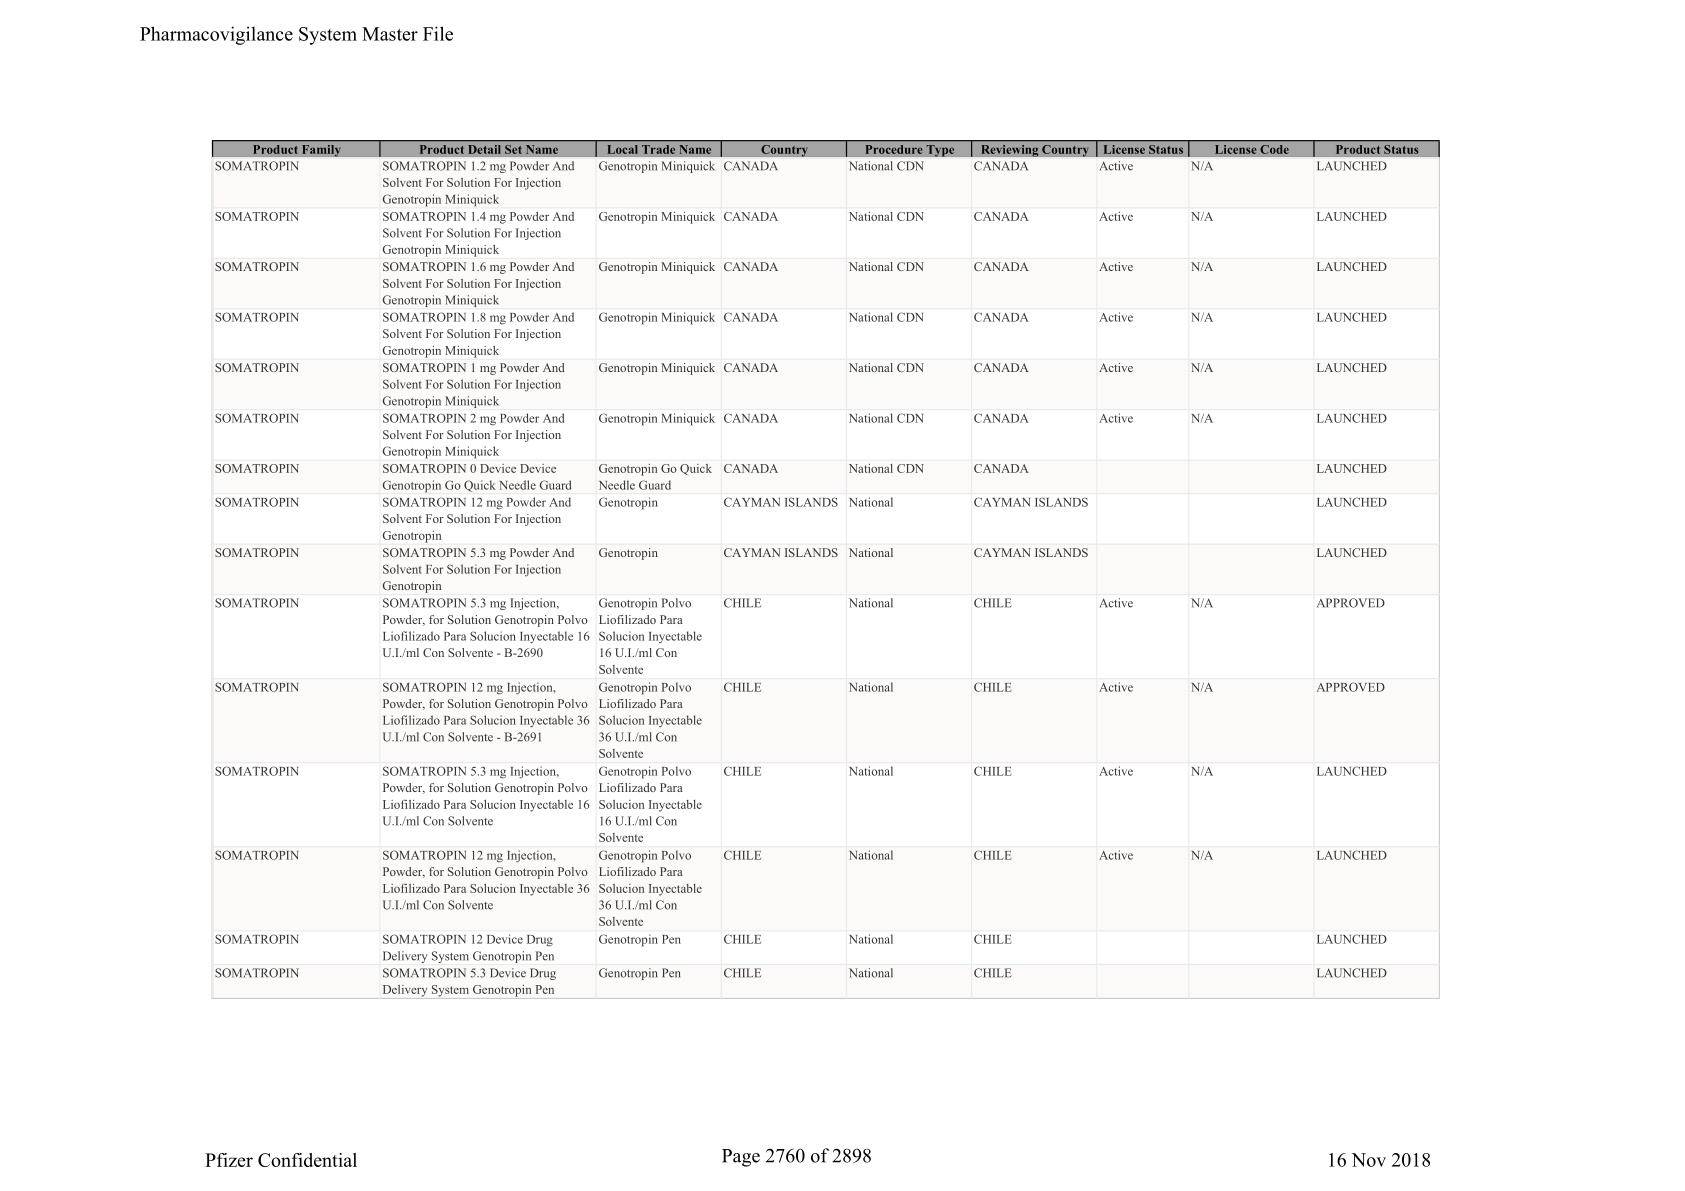 Pharmacovigilance System Master File
Product Family Product Detail Set Name Local Trade Name Country Procedure Type Reviewing Country License Status License Code Product Status
SOMATROPIN SOMATROPIN 1.2 mg Powder And Genotropin Miniquick CANADA National CDN CANADA Active N/A LAUNCHED
Solvent For Solution For Injection
Genotropin Miniquick
SOMATROPIN SOMATROPIN 1.4 mg Powder And Genotropin Miniquick CANADA National CDN CANADA Active N/A LAUNCHED
Solvent For Solution For Injection
Genotropin Miniquick
SOMATROPIN SOMATROPIN 1.6 mg Powder And Genotropin Miniquick CANADA National CDN CANADA Active N/A LAUNCHED
Solvent For Solution For Injection
Genotropin Miniquick
SOMATROPIN SOMATROPIN 1.8 mg Powder And Genotropin Miniquick CANADA National CDN CANADA Active N/A LAUNCHED
Solvent For Solution For Injection
Genotropin Miniquick
SOMATROPIN SOMATROPIN 1 mg Powder And Genotropin Miniquick CANADA National CDN CANADA Active N/A LAUNCHED
Solvent For Solution For Injection
Genotropin Miniquick
SOMATROPIN SOMATROPIN 2 mg Powder And Genotropin Miniquick CANADA National CDN CANADA Active N/A LAUNCHED
Solvent For Solution For Injection
Genotropin Miniquick
SOMATROPIN SOMATROPIN 0 Device Device Genotropin Go Quick CANADA National CDN CANADA LAUNCHED
Genotropin Go Quick Needle Guard Needle Guard
SOMATROPIN SOMATROPIN 12 mg Powder And Genotropin CAYMAN ISLANDS National CAYMAN ISLANDS LAUNCHED
Solvent For Solution For Injection
Genotropin
SOMATROPIN SOMATROPIN 5.3 mg Powder And Genotropin CAYMAN ISLANDS National CAYMAN ISLANDS LAUNCHED
Solvent For Solution For Injection
Genotropin
SOMATROPIN SOMATROPIN 5.3 mg Injection, Genotropin Polvo CHILE National CHILE Active N/A APPROVED
Powder, for Solution Genotropin Polvo Liofilizado Para
Liofilizado Para Solucion Inyectable 16 Solucion Inyectable
U.I./ml Con Solvente - B-2690 16 U.I./ml Con
Solvente
SOMATROPIN SOMATROPIN 12 mg Injection, Genotropin Polvo CHILE National CHILE Active N/A APPROVED
Powder, for Solution Genotropin Polvo Liofilizado Para
Liofilizado Para Solucion Inyectable 36 Solucion Inyectable
U.I./ml Con Solvente - B-2691 36 U.I./ml Con
Solvente
SOMATROPIN SOMATROPIN 5.3 mg Injection, Genotropin Polvo CHILE National CHILE Active N/A LAUNCHED
Powder, for Solution Genotropin Polvo Liofilizado Para
Liofilizado Para Solucion Inyectable 16 Solucion Inyectable
U.I./ml Con Solvente 16 U.I./ml Con
Solvente
SOMATROPIN SOMATROPIN 12 mg Injection, Genotropin Polvo CHILE National CHILE Active N/A LAUNCHED
Powder, for Solution Genotropin Polvo Liofilizado Para
Liofilizado Para Solucion Inyectable 36 Solucion Inyectable
U.I./ml Con Solvente 36 U.I./ml Con
Solvente
SOMATROPIN SOMATROPIN 12 Device Drug Genotropin Pen CHILE National CHILE LAUNCHED
Delivery System Genotropin Pen
SOMATROPIN SOMATROPIN 5.3 Device Drug Genotropin Pen CHILE National CHILE LAUNCHED
Delivery System Genotropin Pen
Pfizer Confidential Page 2760 of 2898 16 Nov 2018